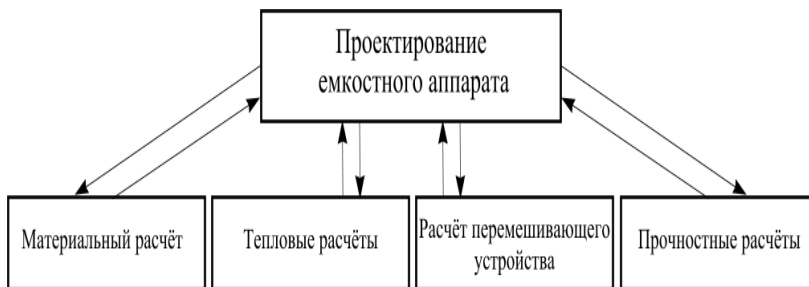 Проектирование
емкостного аппарата
Материальный расчёт
Тепловые расчёты
Расчёт перемешивающего
устройства
Прочностные расчёты